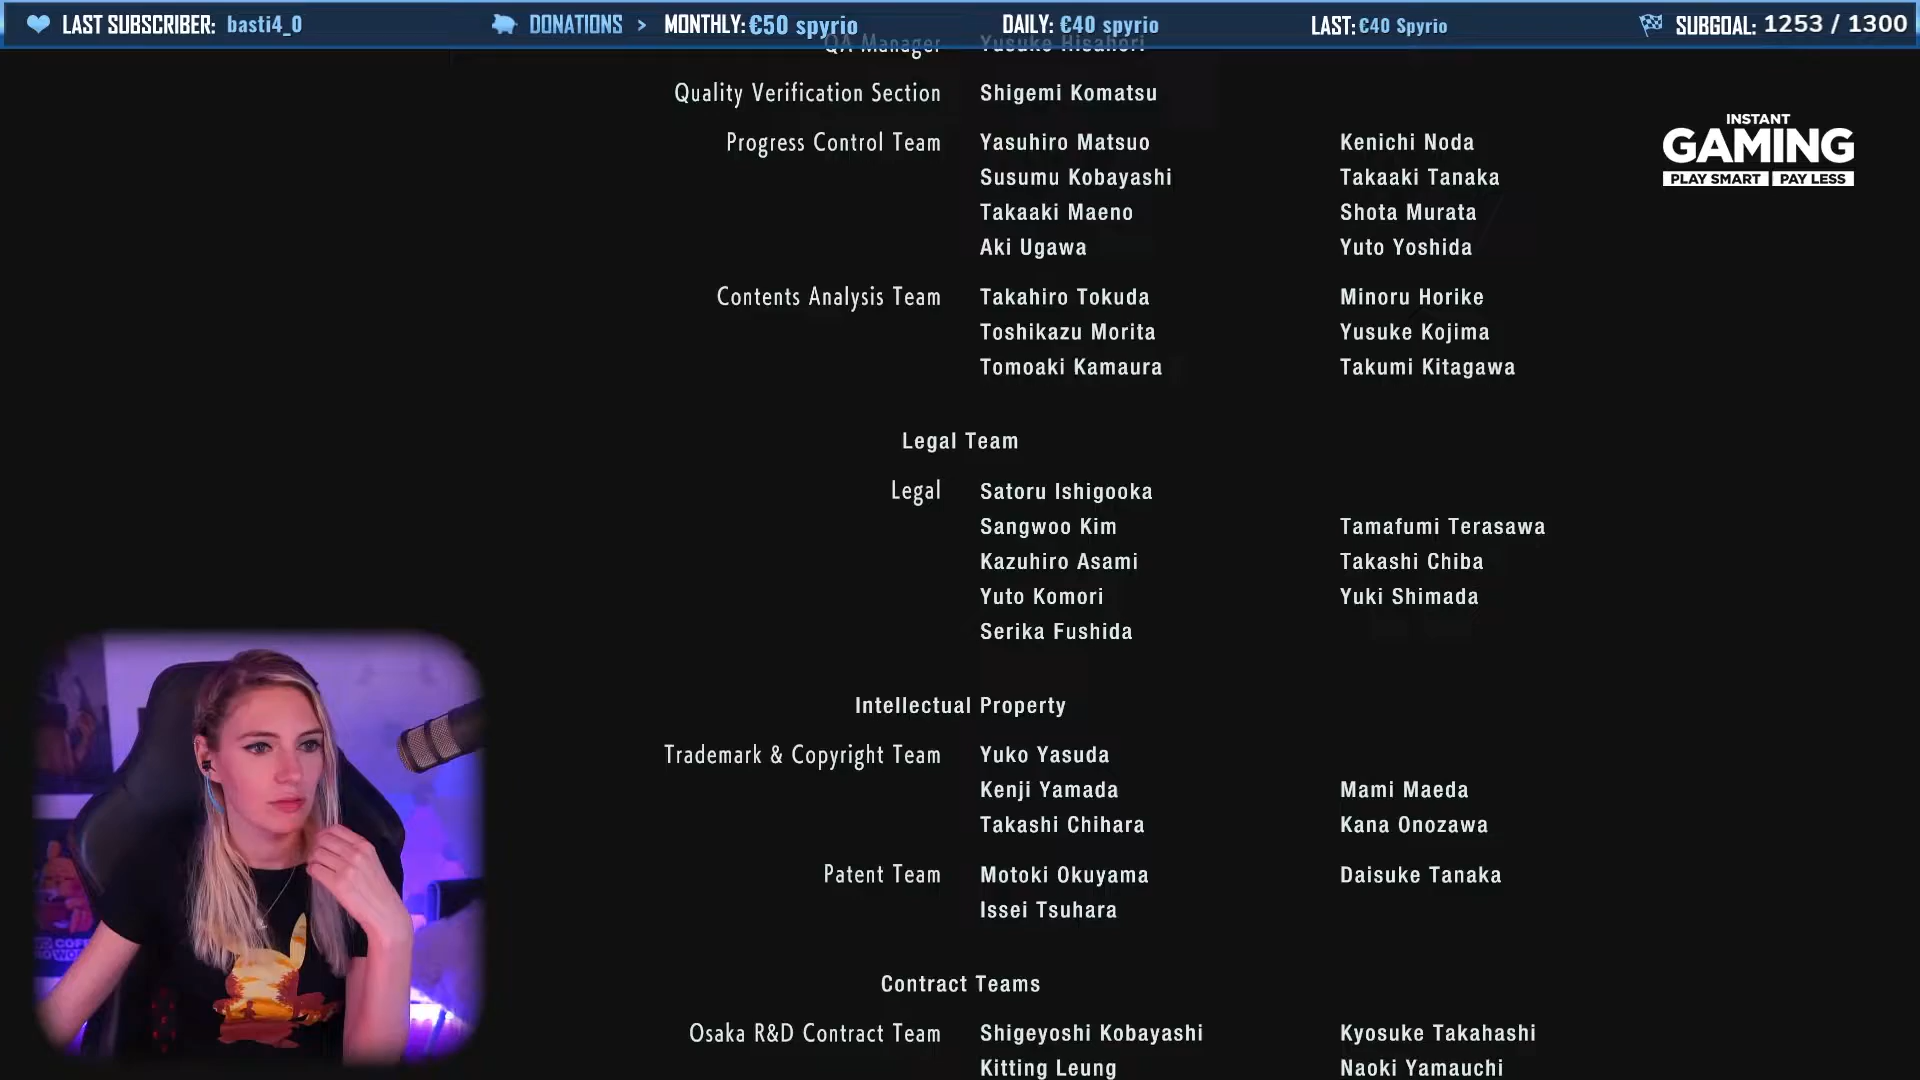 LAST SUBSCRIBER: basti4_0 DONATIONS > MONTHLY: €50 spyrio DAILY: €40 spyrio LAST: €40 Spyrio SUBGOAL: 1253 / 1300
QA Manager Yusuke Hisahori
Quality Verification Section Shigemi Komatsu
INSTANT
GAMING
PLAY SMART PAY LESS
Progress Control Team Yasuhiro Matsuo Kenichi Noda
Susumu Kobayashi Takaaki Tanaka
Takaaki Maeno Shota Murata
Aki Ugawa Yuto Yoshida
Contents Analysis Team Takahiro Tokuda Minoru Horike
Toshikazu Morita Yusuke Kojima
Tomoaki Kamaura Takumi Kitagawa
Legal Team
Legal Satoru Ishigooka
Sangwoo Kim Tamafumi Terasawa
Kazuhiro Asami Takashi Chiba
Yuto Komori Yuki Shimada
Serika Fushida
Intellectual Property
Trademark & Copyright Team Yuko Yasuda
Kenji Yamada Mami Maeda
Takashi Chihara Kana Onozawa
Patent Team Motoki Okuyama Daisuke Tanaka
Issei Tsuhara
Contract Teams
Osaka R&D Contract Team Shigeyoshi Kobayashi Kyosuke Takahashi
Kitting Leung Naoki Yamauchi